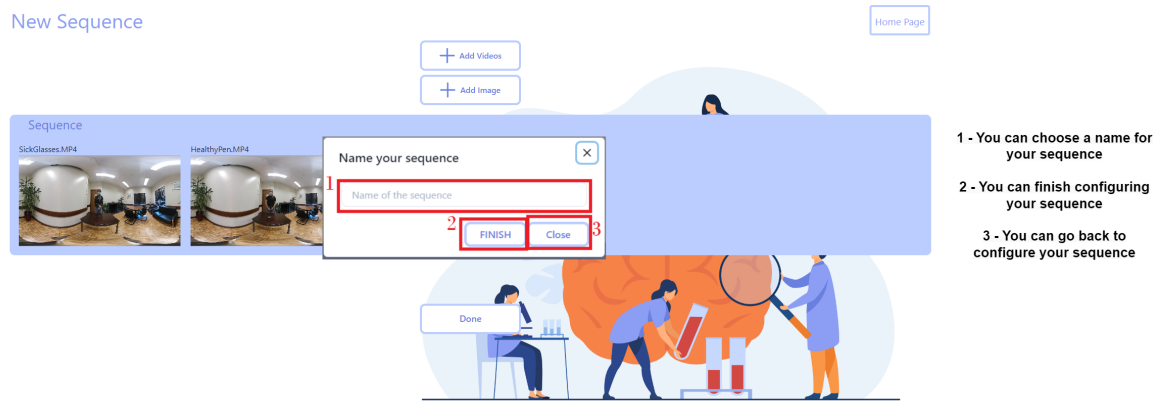 New Sequence
Home Page
Add Videos
Add Image
Sequence
SickGlasses.MP4
HealthyPen.MP4
Name your sequence
1
Name of the sequence
2
FINISH
Close
3
Done
1 - You can choose a name for
your sequence
2 - You can finish configuring
your sequence
3 - You can go back to
configure your sequence